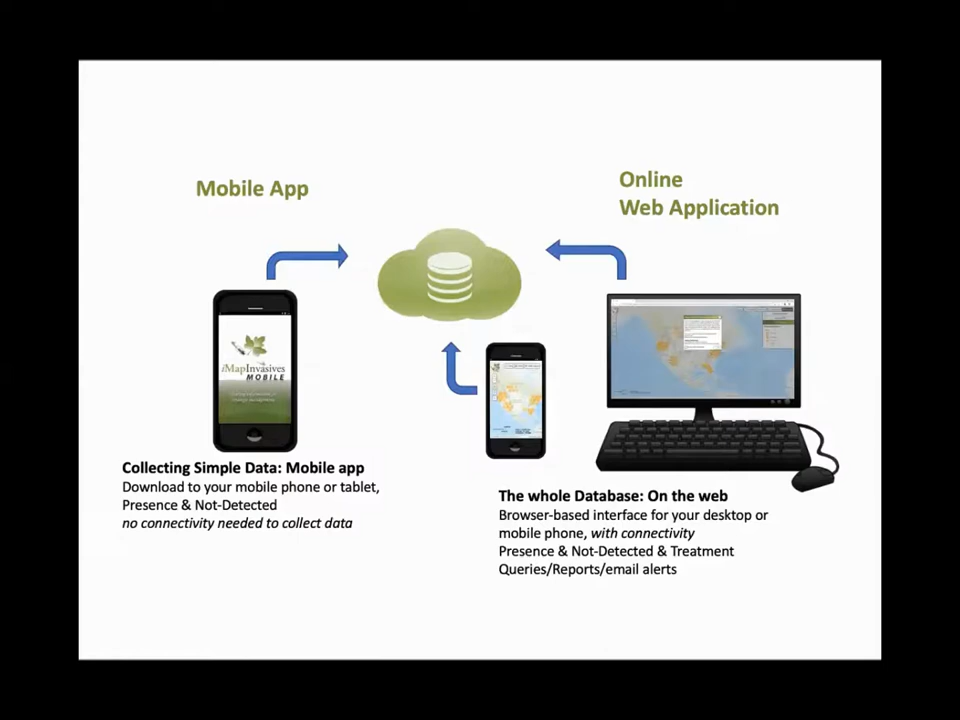 Mobile App
Online
Web Application
iMapInvasives
MOBILE
Collecting Simple Data: Mobile app
Download to your mobile phone or tablet,
Presence & Not-Detected
no connectivity needed to collect data
The whole Database: On the web
Browser-based interface for your desktop or
mobile phone, with connectivity
Presence & Not-Detected & Treatment
Queries/Reports/email alerts